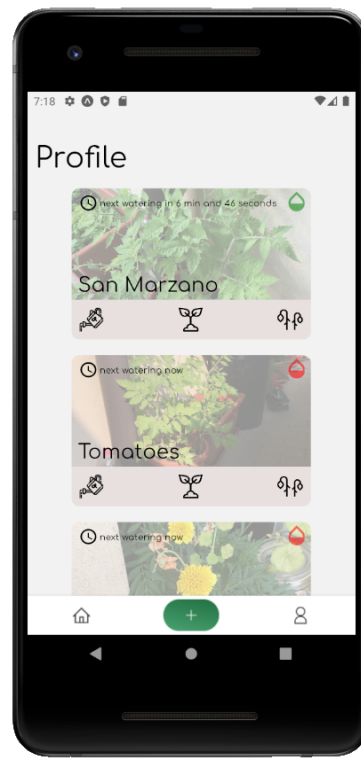 7:18
Profile
next watering in 6 min and 46 seconds
San Marzano
next watering now
Tomatoes
next watering now